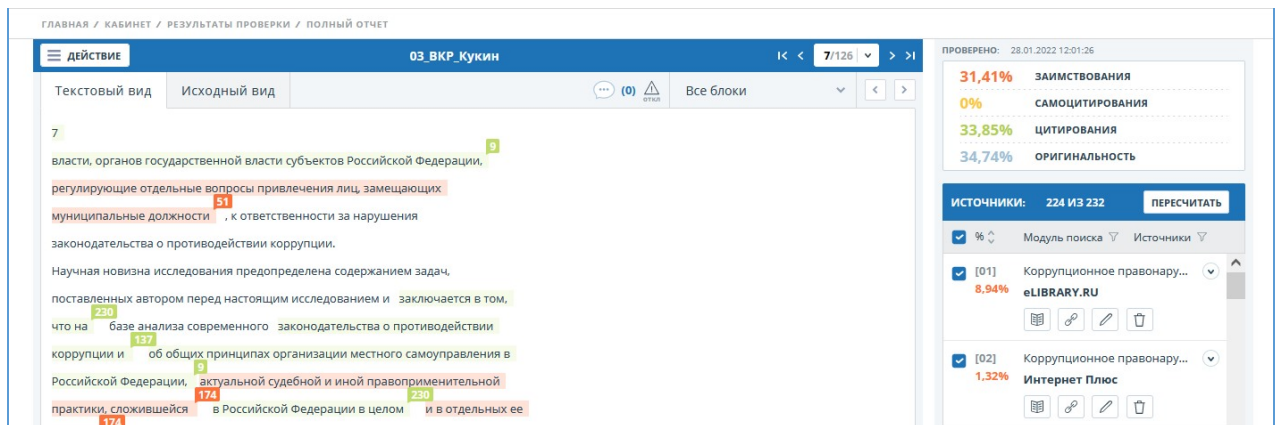 ГЛАВНАЯ / КАБИНЕТ / РЕЗУЛЬТАТЫ ПРОВЕРКИ / ПОЛНЫЙ ОТЧЕТ
ДЕЙСТВИЕ
03_ВКР_Кукин
7/126
Текстовый вид
Исходный вид
(0)
откл
Все блоки
7
9
власти, органов государственной власти субъектов Российской Федерации,
регулирующие отдельные вопросы привлечения лиц, замещающих
51
муниципальные должности , к ответственности за нарушения
законодательства о противодействии коррупции.
Научная новизна исследования предопределена содержанием задач,
поставленных автором перед настоящим исследованием и заключается в том,
230
что на базе анализа современного законодательства о противодействии
137
коррупции и об общих принципах организации местного самоуправления в
9
Российской Федерации, актуальной судебной и иной правоприменительной
174 230
практики, сложившейся в Российской Федерации в целом и в отдельных ее
174
ПРОВЕРЕНО: 28.01.2022 12:01:26
31,41% ЗАИМСТВОВАНИЯ
0% САМОЦИТИРОВАНИЯ
33,85% ЦИТИРОВАНИЯ
34,74% ОРИГИНАЛЬНОСТЬ
ИСТОЧНИКИ: 224 ИЗ 232 ПЕРЕСЧИТАТЬ
% Модуль поиска Источники
[01] Коррупционное правонару...
8,94% eLIBRARY.RU
[02] Коррупционное правонару...
1,32% Интернет Плюс